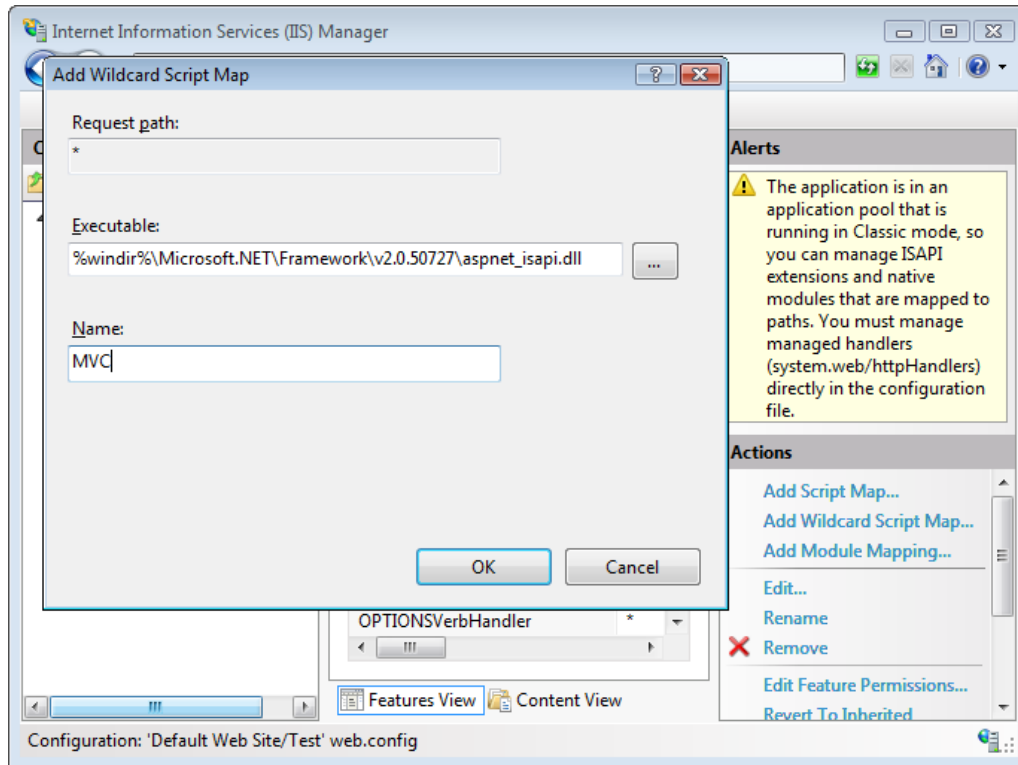 Internet Information Services (IIS) Manager
Add Wildcard Script Map
Request path:
*
Executable:
%windir%\Microsoft.NET\Framework\v2.0.50727\aspnet_isapi.dll
...
Name:
MVC
OK
Cancel
C
Alerts
The application is in an
application pool that is
running in Classic mode, so
you can manage ISAPI
extensions and native
modules that are mapped to
paths. You must manage
managed handlers
(system.web/httpHandlers)
directly in the configuration
file.
Actions
Add Script Map...
Add Wildcard Script Map...
Add Module Mapping...
Edit...
Rename
Remove
Edit Feature Permissions...
Revert To Inherited
OPTIONSVerbHandler *
Features View
Content View
Configuration: 'Default Web Site/Test' web.config